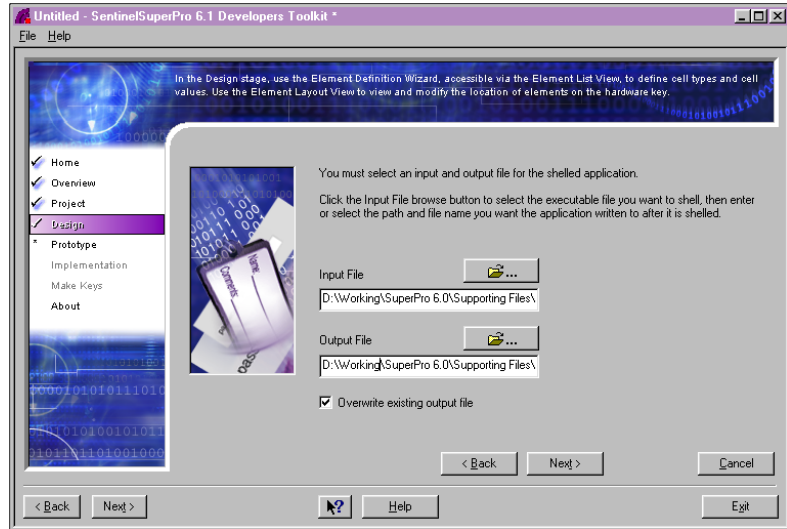 Untitled - SentinelSuperPro 6.1 Developers Toolkit *
File Help
In the Design stage, use the Element Definition Wizard, accessible via the Element List View, to define cell types and cell
values. Use the Element Layout View to view and modify the location of elements on the hardware key.
Home
Overview
Project
Design
* Prototype
Implementation
Make Keys
About
Name:
Comments:
You must select an input and output file for the shelled application.
Click the Input File browse button to select the executable file you want to shell, then enter
or select the path and file name you want the application written to after it is shelled.
Input File
...
D:\Working\SuperPro 6.0\Supporting Files\
Output File
...
D:\Working\SuperPro 6.0\Supporting Files\
Overwrite existing output file
< Back Next > Cancel
< Back Next > ? Help Exit